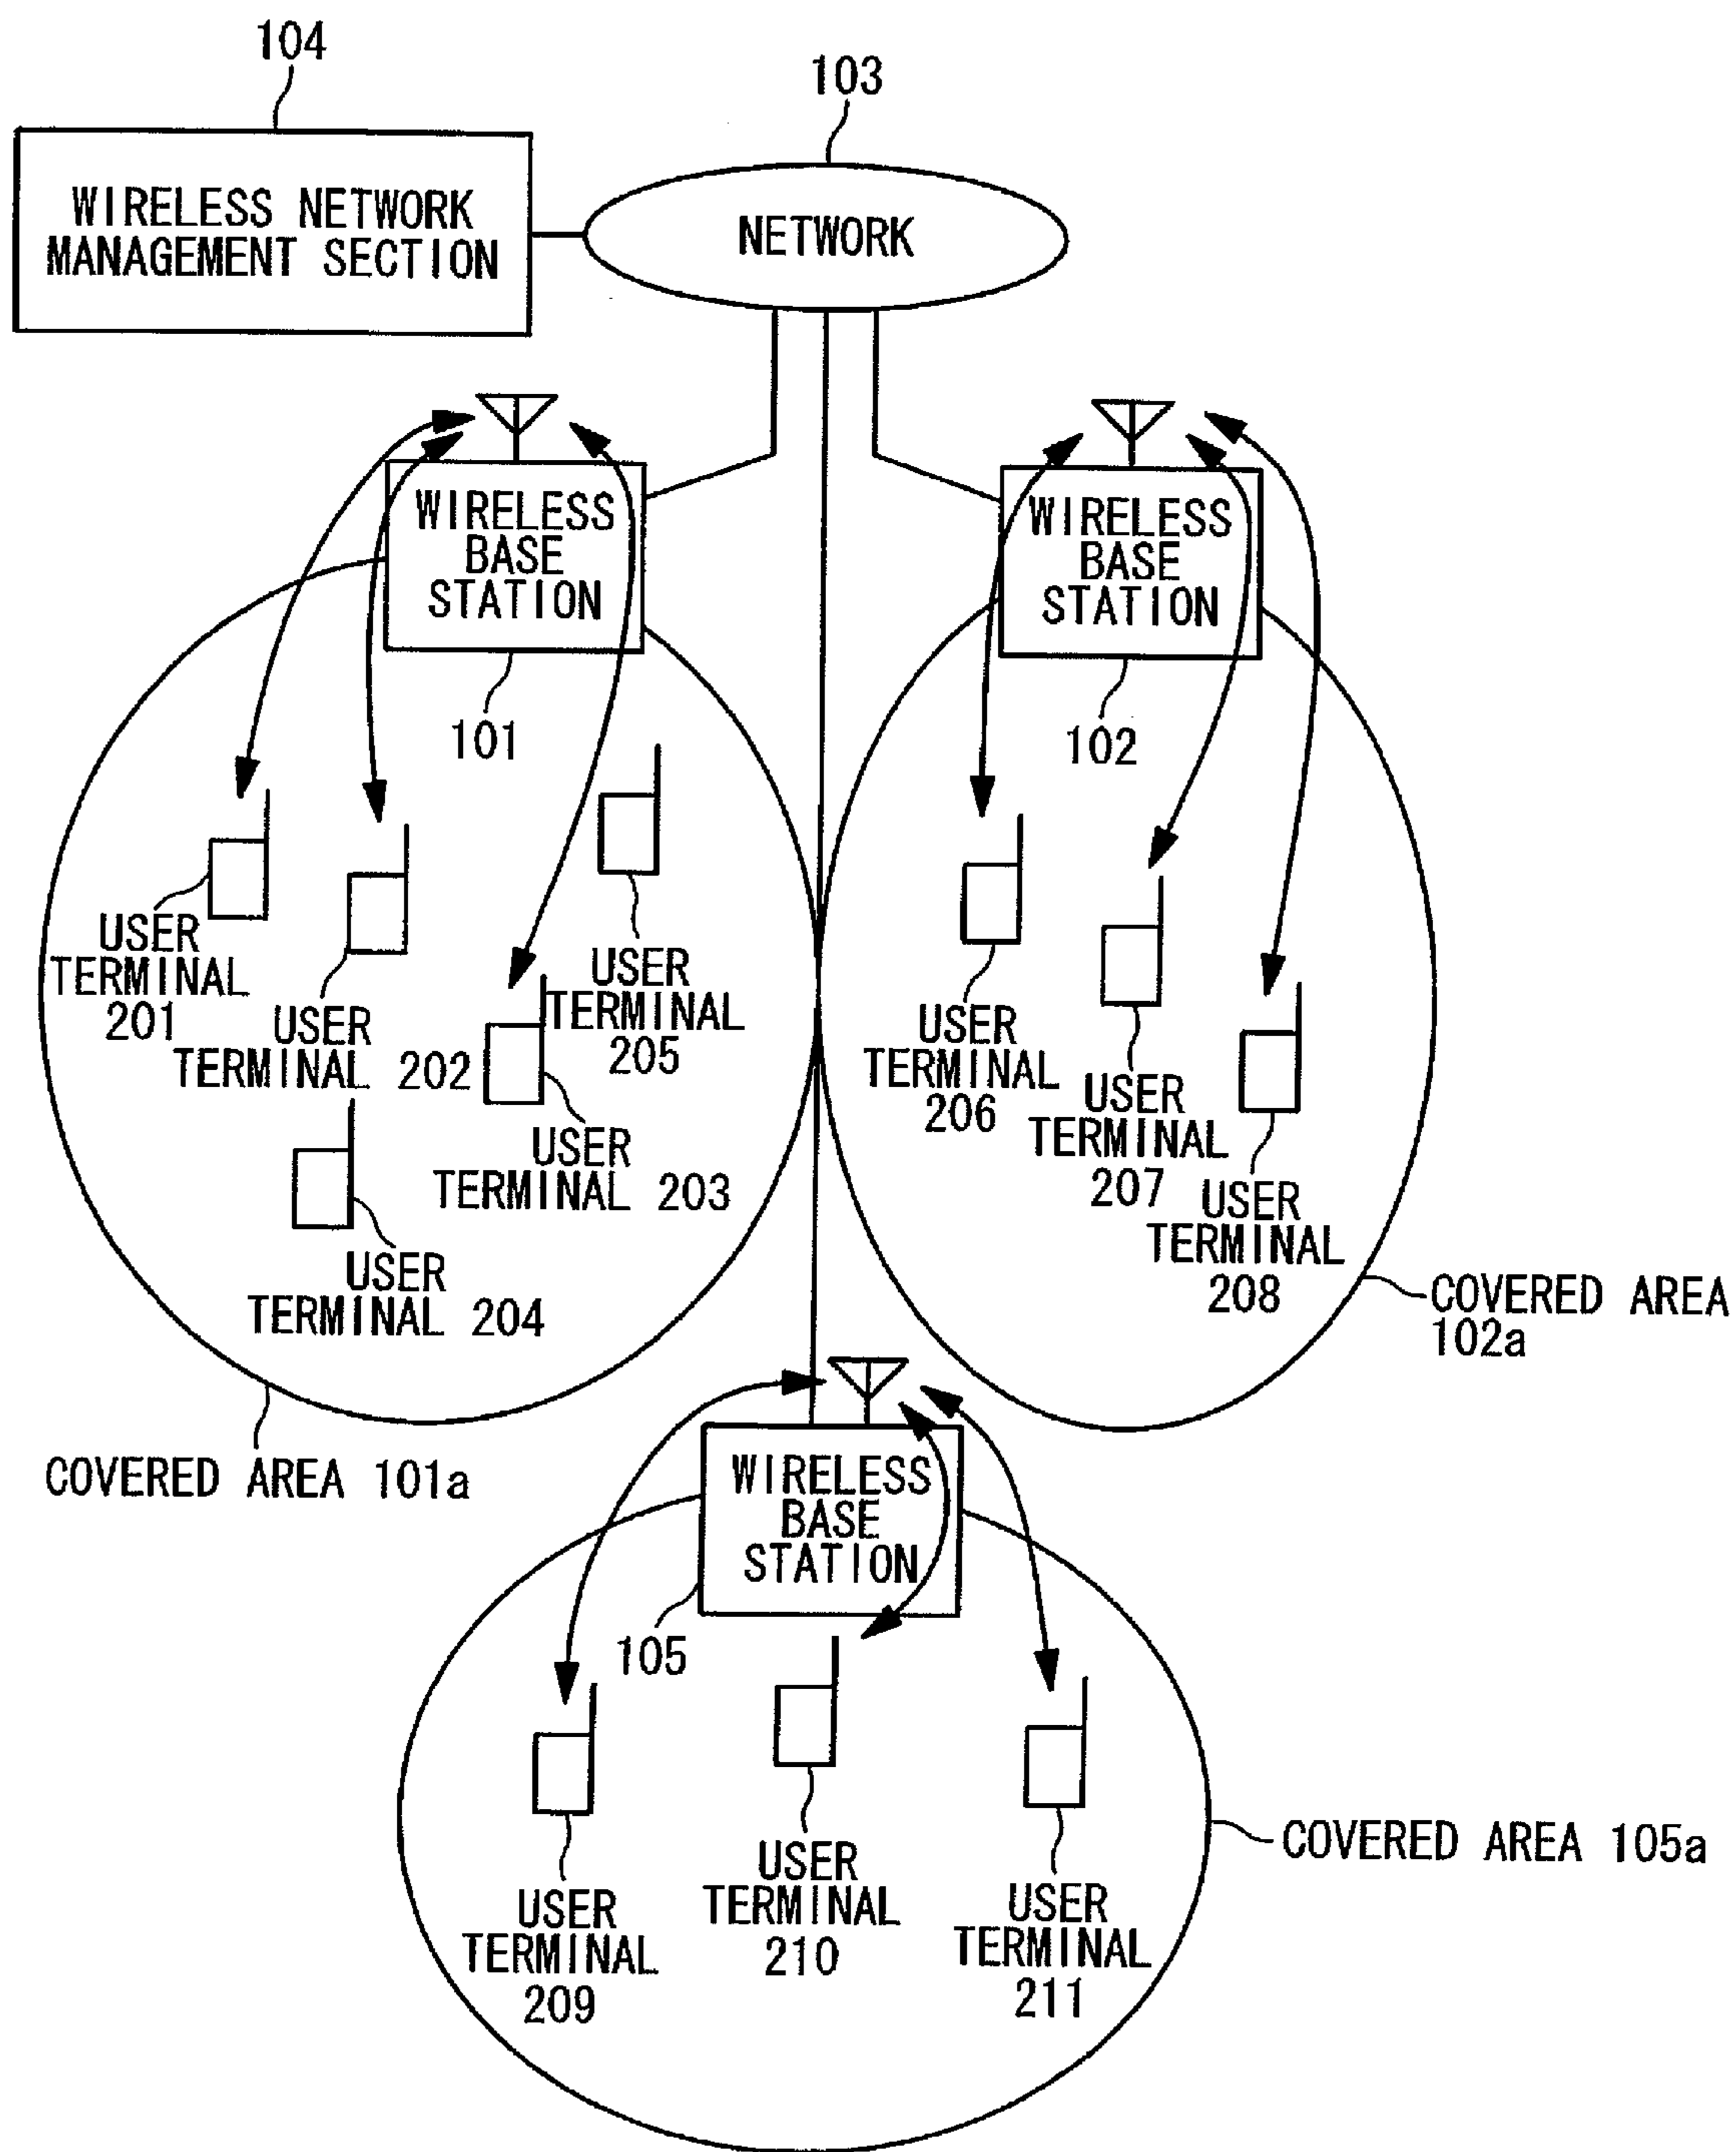 104
103
WIRELESS NETWORK
MANAGEMENT SECTION
NETWORK
WIRELESS
BASE
STATION
101
WIRELESS
BASE
STATION
102
USER
TERMINAL
201
USER
TERMINAL 202
USER
TERMINAL
205
USER
TERMINAL 203
USER
TERMINAL 204
USER
TERMINAL
206
USER
TERMINAL
207
USER
TERMINAL
208
COVERED AREA
102a
COVERED AREA 101a
WIRELESS
BASE
STATION
105
USER
TERMINAL
209
USER
TERMINAL
210
USER
TERMINAL
211
COVERED AREA 105a